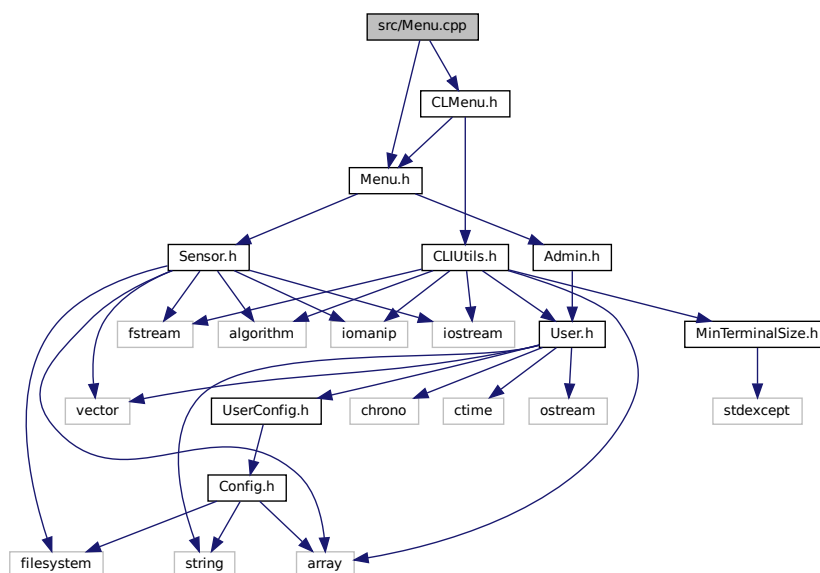 src/Menu.cpp
CLMenu.h
Menu.h
Sensor.h
CLIUtils.h
Admin.h
fstream
algorithm
iomanip
iostream
User.h
MinTerminalSize.h
vector
UserConfig.h
chrono
ctime
ostream
stdexcept
Config.h
filesystem
string
array